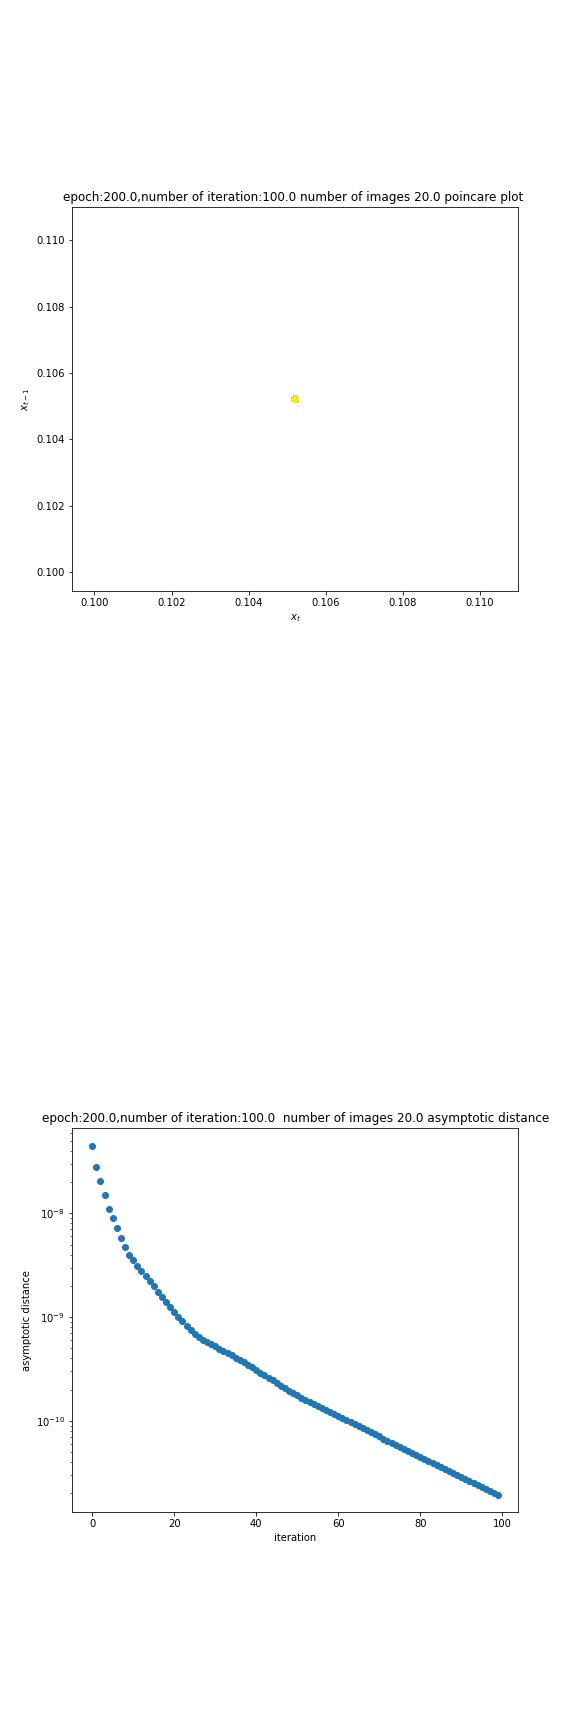 epoch:200.0,number of iteration:100.0 number of images 20.0 poincare plot
0.110
0.108
0.106
0.104
0.102
0.100
x_{t-1}
0.100 0.102 0.104 0.106 0.108 0.110
x_t
epoch:200.0,number of iteration:100.0  number of images 20.0 asymptotic distance
10^{-8}
10^{-9}
10^{-10}
asymptotic distance
0 20 40 60 80 100
iteration